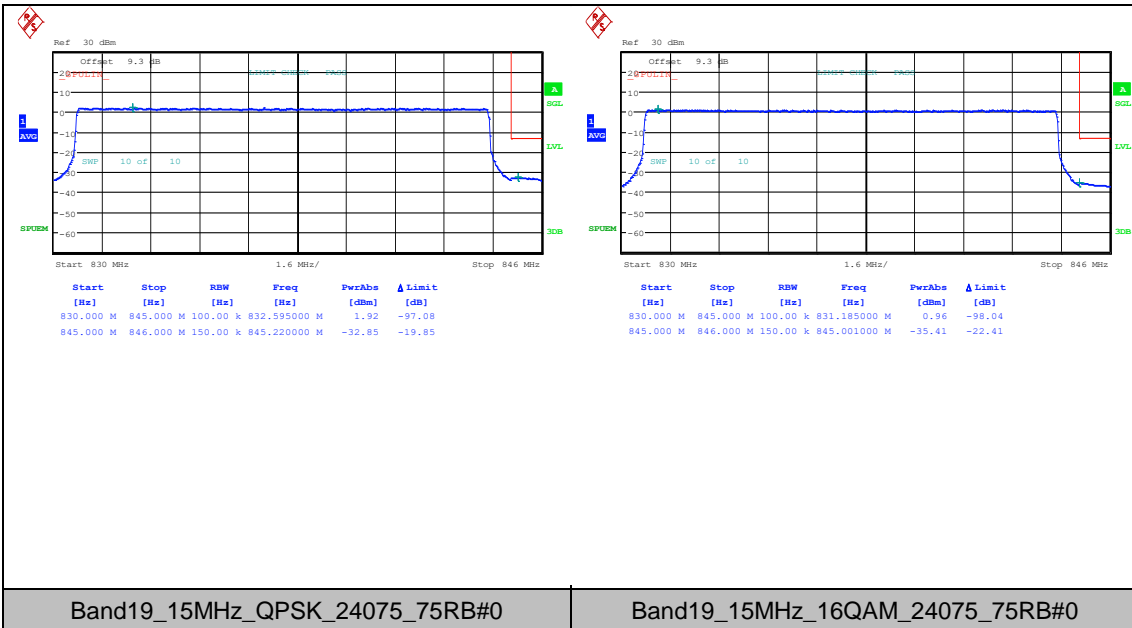 Ref 30 dBm
Offset 9.3 dB
20
10
0
-10
-20
-40
-50
-60
1
AVG
SWP 10 of 10
A
SGL
LVL
3DB
SPUEM
Start 830 MHz 1.6 MHz/ Stop 846 MHz
Start Stop RBW Freq PwrAbs Δ Limit
[Hz] [Hz] [Hz] [Hz] [dBm] [dB]
830.000 M 845.000 M 100.00 k 832.595000 M 1.92 -97.08
845.000 M 846.000 M 150.00 k 845.220000 M -32.85 -19.85
Band19_15MHz_QPSK_24075_75RB#0
Ref 30 dBm
Offset 9.3 dB
20
10
0
-10
-20
-30
-40
-50
-60
1
AVG
SWP 10 of 10
A
SGL
LVL
3DB
SPUEM
Start 830 MHz 1.6 MHz/ Stop 846 MHz
Start Stop RBW Freq PwrAbs Δ Limit
[Hz] [Hz] [Hz] [Hz] [dBm] [dB]
830.000 M 845.000 M 100.00 k 831.185000 M 0.96 -98.04
845.000 M 846.000 M 150.00 k 845.001000 M -35.41 -22.41
Band19_15MHz_16QAM_24075_75RB#0